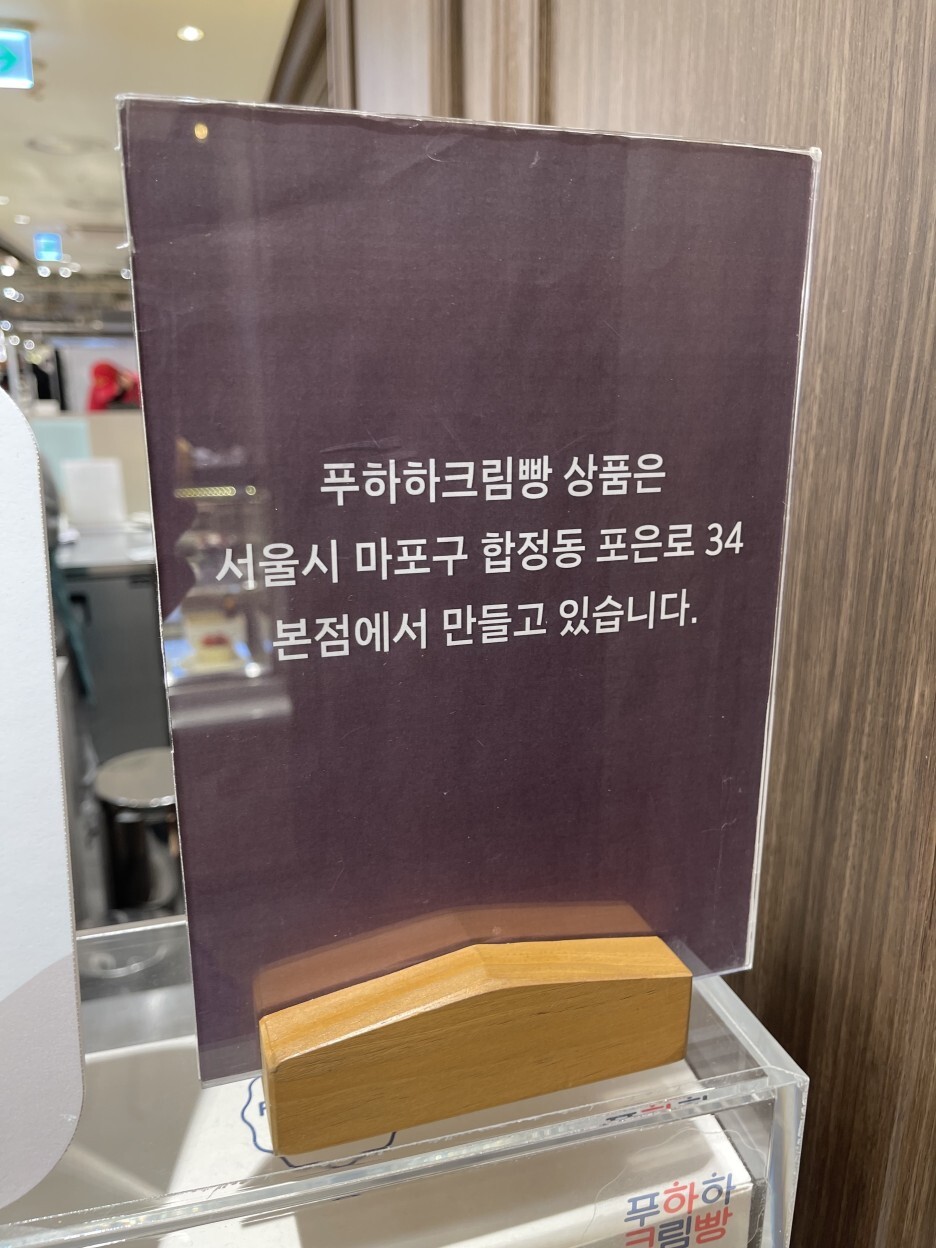 푸하하크림빵 상품은
서울시 마포구 합정동 포은로 34
본점에서 만들고 있습니다.
푸하하
크림빵